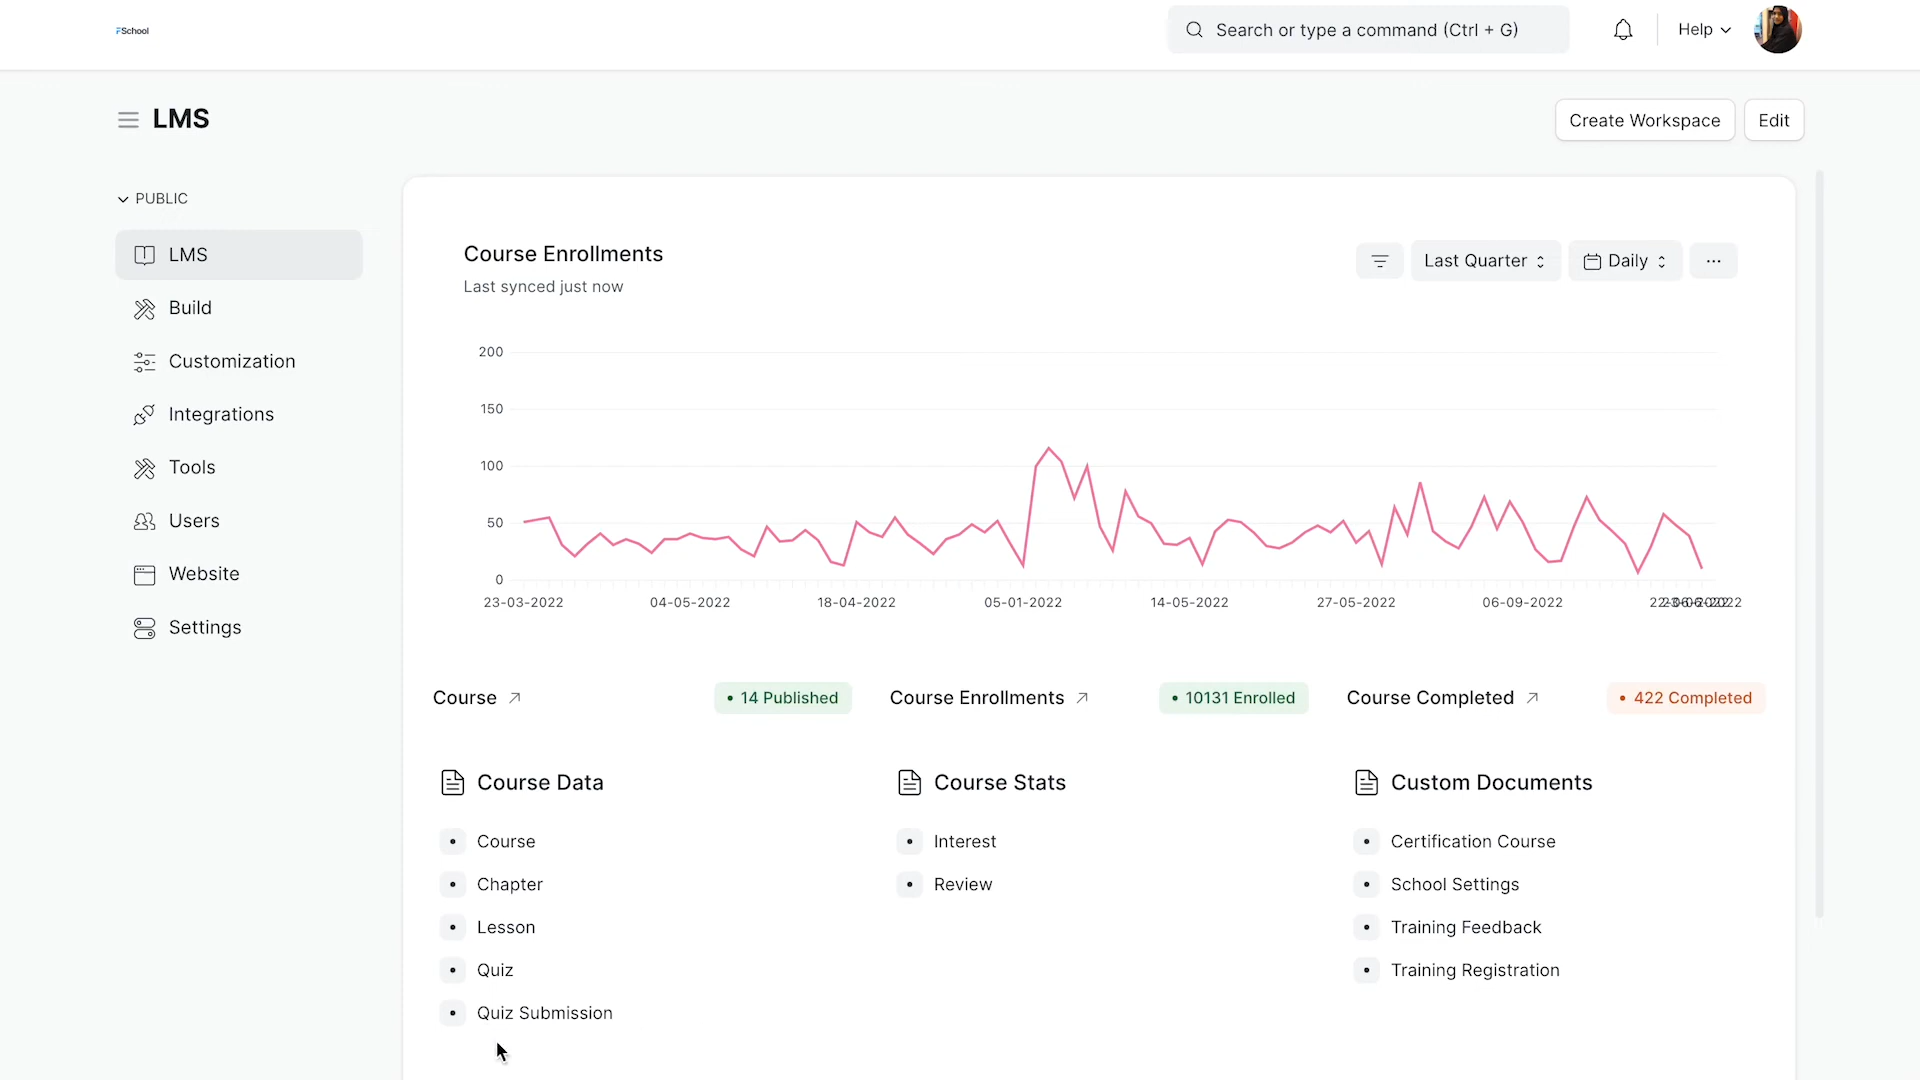 FSchool
Search or type a command (Ctrl + G)
Help
LMS
Create Workspace
Edit
PUBLIC
LMS
Build
Customization
Integrations
Tools
Users
Website
Settings
Course Enrollments
Last synced just now
Last Quarter
Daily
200
150
100
50
0
23-03-2022
04-05-2022
18-04-2022
05-01-2022
14-05-2022
27-05-2022
06-09-2022
Course
• 14 Published
Course Enrollments
• 10131 Enrolled
Course Completed
• 422 Completed
Course Data
Course Stats
Custom Documents
• Course
• Chapter
• Lesson
• Quiz
• Quiz Submission
• Interest
• Review
• Certification Course
• School Settings
• Training Feedback
• Training Registration